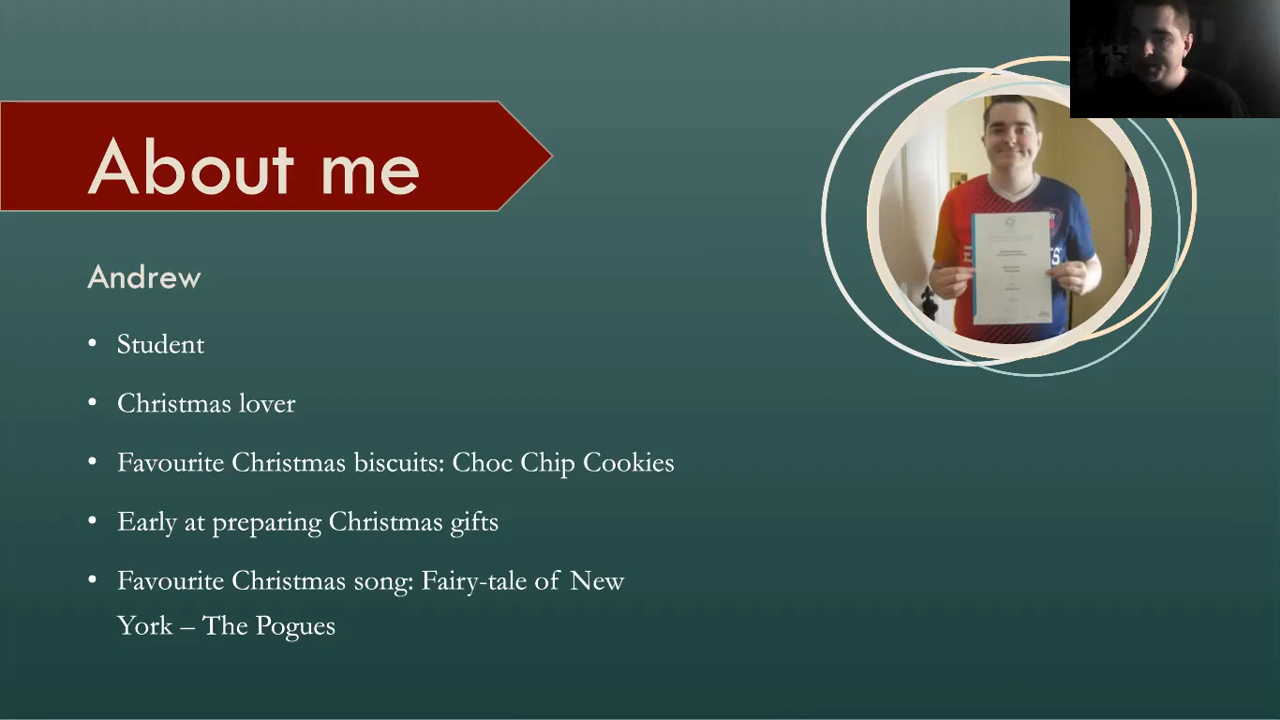 About me
Andrew
• Student
• Christmas lover
• Favourite Christmas biscuits: Choc Chip Cookies
• Early at preparing Christmas gifts
• Favourite Christmas song: Fairy-tale of New
York – The Pogues